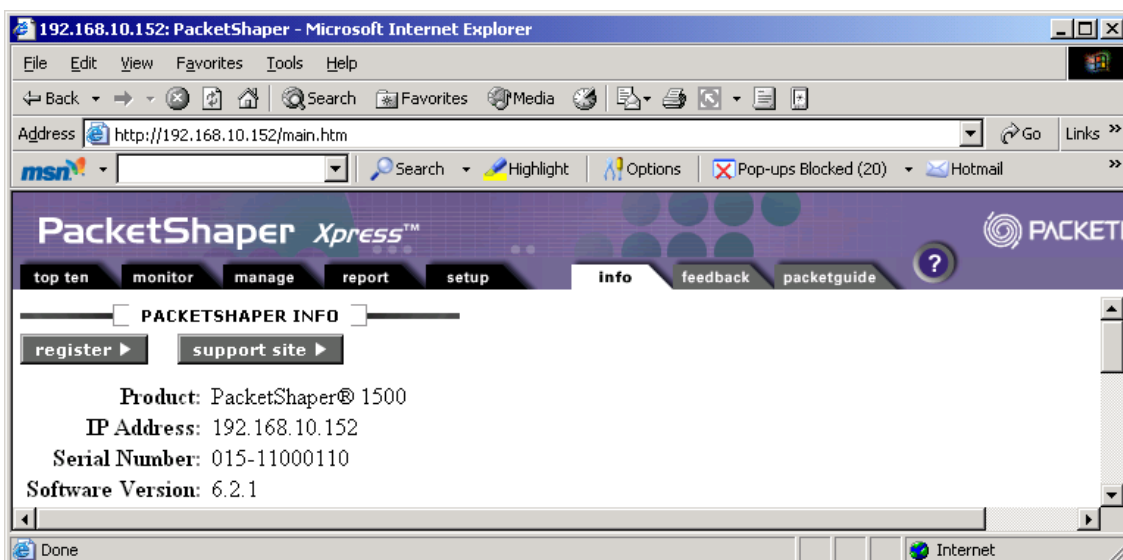 192.168.10.152: PacketShaper - Microsoft Internet Explorer
File Edit View Favorites Tools Help
Back Search Favorites Media
Address http://192.168.10.152/main.htm Go Links »
msn Search Highlight Options Pop-ups Blocked (20) Hotmail »
PacketShaper Xpress™ PACKET
top ten monitor manage report setup info feedback packetguide ?
PACKETSHAPER INFO
register support site
Product: PacketShaper® 1500
IP Address: 192.168.10.152
Serial Number: 015-11000110
Software Version: 6.2.1
Done Internet